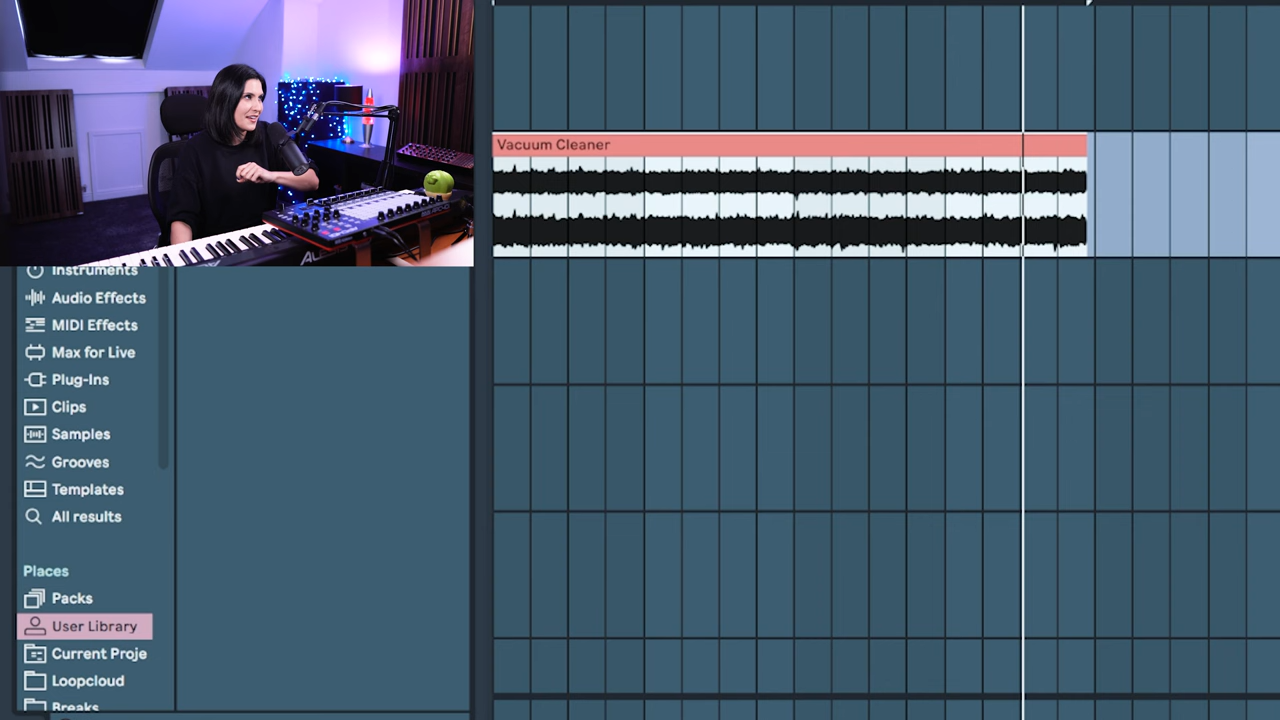 Vacuum Cleaner
Instruments
Audio Effects
MIDI Effects
Max for Live
Plug-Ins
Clips
Samples
Grooves
Templates
All results
Places
Packs
User Library
Current Proje
Loopcloud
Breaks